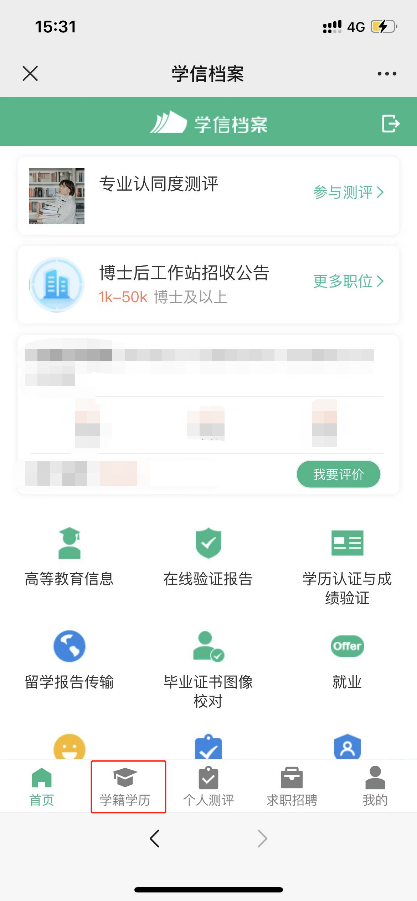 15:31
4G
学信档案
学信档案
专业认同度测评
参与测评
博士后工作站招收公告
1k-50k 博士及以上
更多职位
我要评价
高等教育信息
在线验证报告
学历认证与成
绩验证
留学报告传输
毕业证书图像
校对
Offer
就业
首页
学籍学历
个人测评
求职招聘
我的